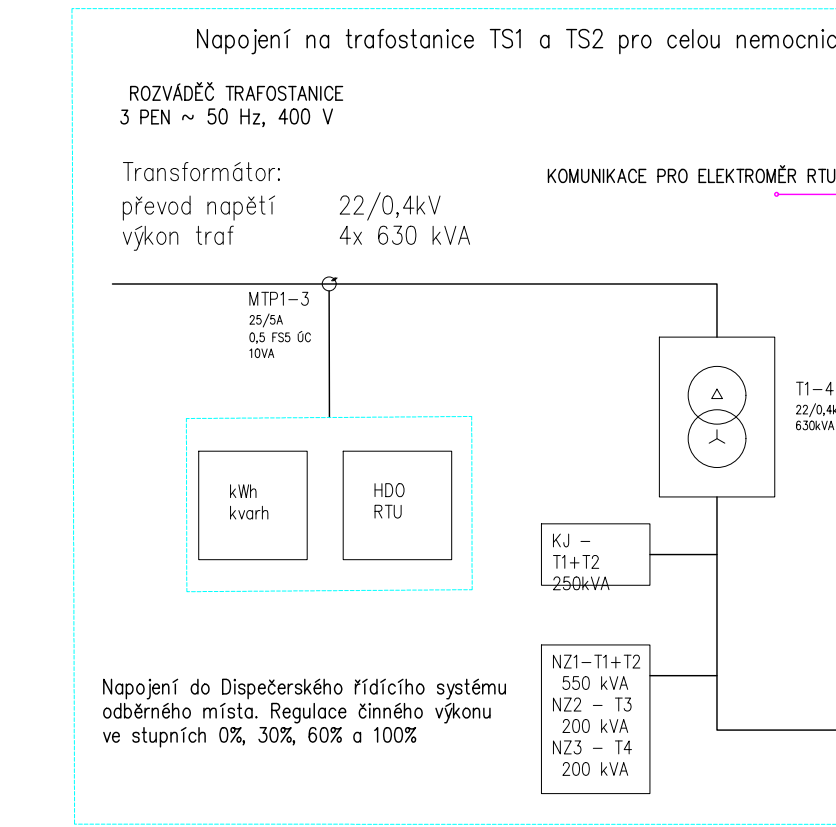 Napojení na trafostanice TS1 a TS2 pro celou nemocnic
ROZVÁDĚČ TRAFOSTANICE
3 PEN ~ 50 Hz, 400 V
Transformátor:
převod napětí 22/0,4kV
výkon traf 4x 630 kVA
KOMUNIKACE PRO ELEKTROMĚR RTU
MTP1-3
25/5A
0,5 FS5 ÚC
10VA
T1-4
22/0,4k
630kVA
kWh
kvarh
HDO
RTU
KJ -
T1+T2
250kVA
NZ1-T1+T2
550 kVA
NZ2 - T3
200 kVA
NZ3 - T4
200 kVA
Napojení do Dispečerského řídícího systému
odběrného místa. Regulace činného výkonu
ve stupních 0%, 30%, 60% a 100%